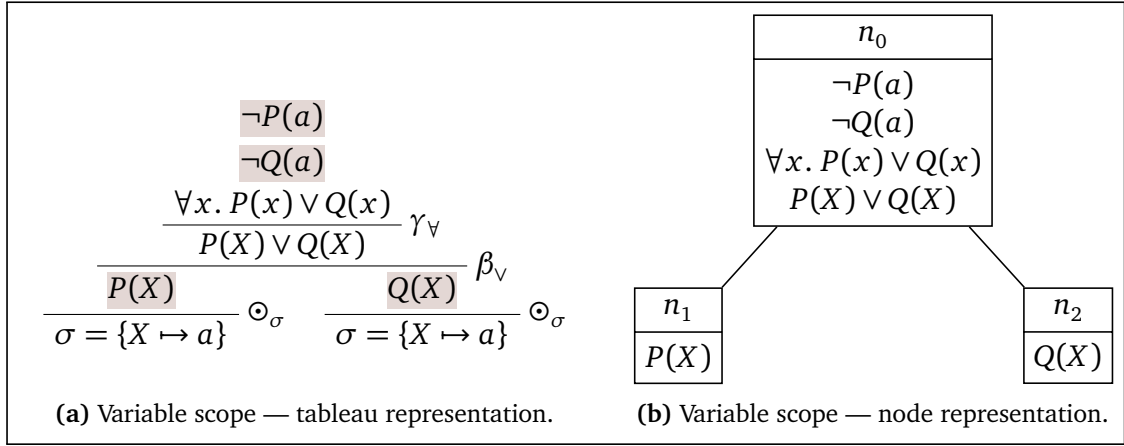 ¬P(a)
¬Q(a)
∀x. P(x) ∨ Q(x)
γ∀
P(X) ∨ Q(X)
β∨
P(X)
Q(X)
σ = {X ↦ a}
⊙σ
σ = {X ↦ a}
⊙σ
(a) Variable scope — tableau representation.
n0
¬P(a)
¬Q(a)
∀x. P(x) ∨ Q(x)
P(X) ∨ Q(X)
n1
P(X)
n2
Q(X)
(b) Variable scope — node representation.